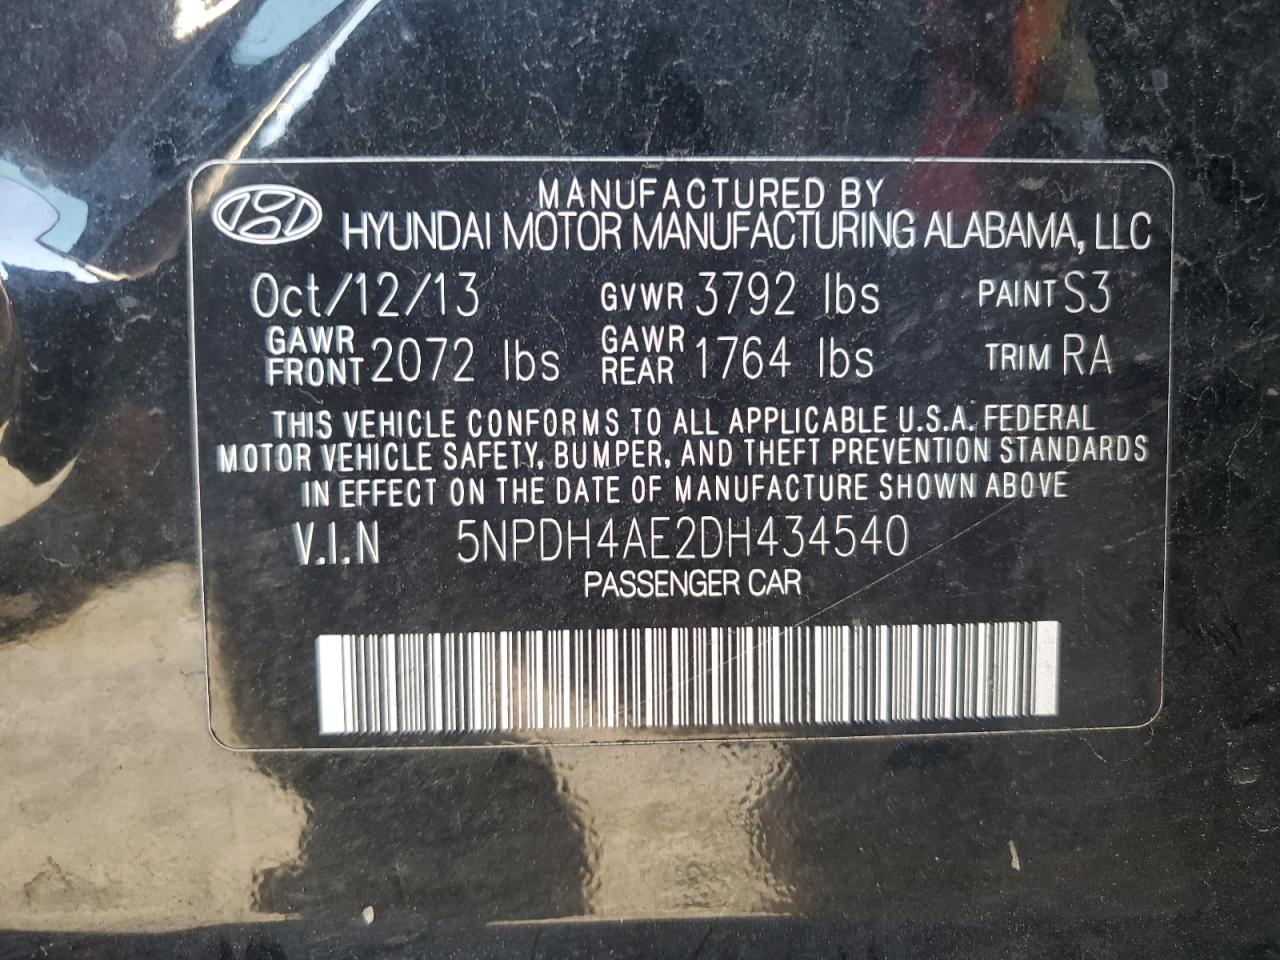 MANUFACTURED BY
HYUNDAI MOTOR MANUFACTURING ALABAMA, LLC
Oct/12/13 GVWR 3792 lbs PAINT S3
GAWR FRONT 2072 lbs GAWR REAR 1764 lbs TRIM RA
THIS VEHICLE CONFORMS TO ALL APPLICABLE U.S.A. FEDERAL
MOTOR VEHICLE SAFETY, BUMPER, AND THEFT PREVENTION STANDARDS
IN EFFECT ON THE DATE OF MANUFACTURE SHOWN ABOVE
V.I.N 5NPDH4AE2DH434540
PASSENGER CAR